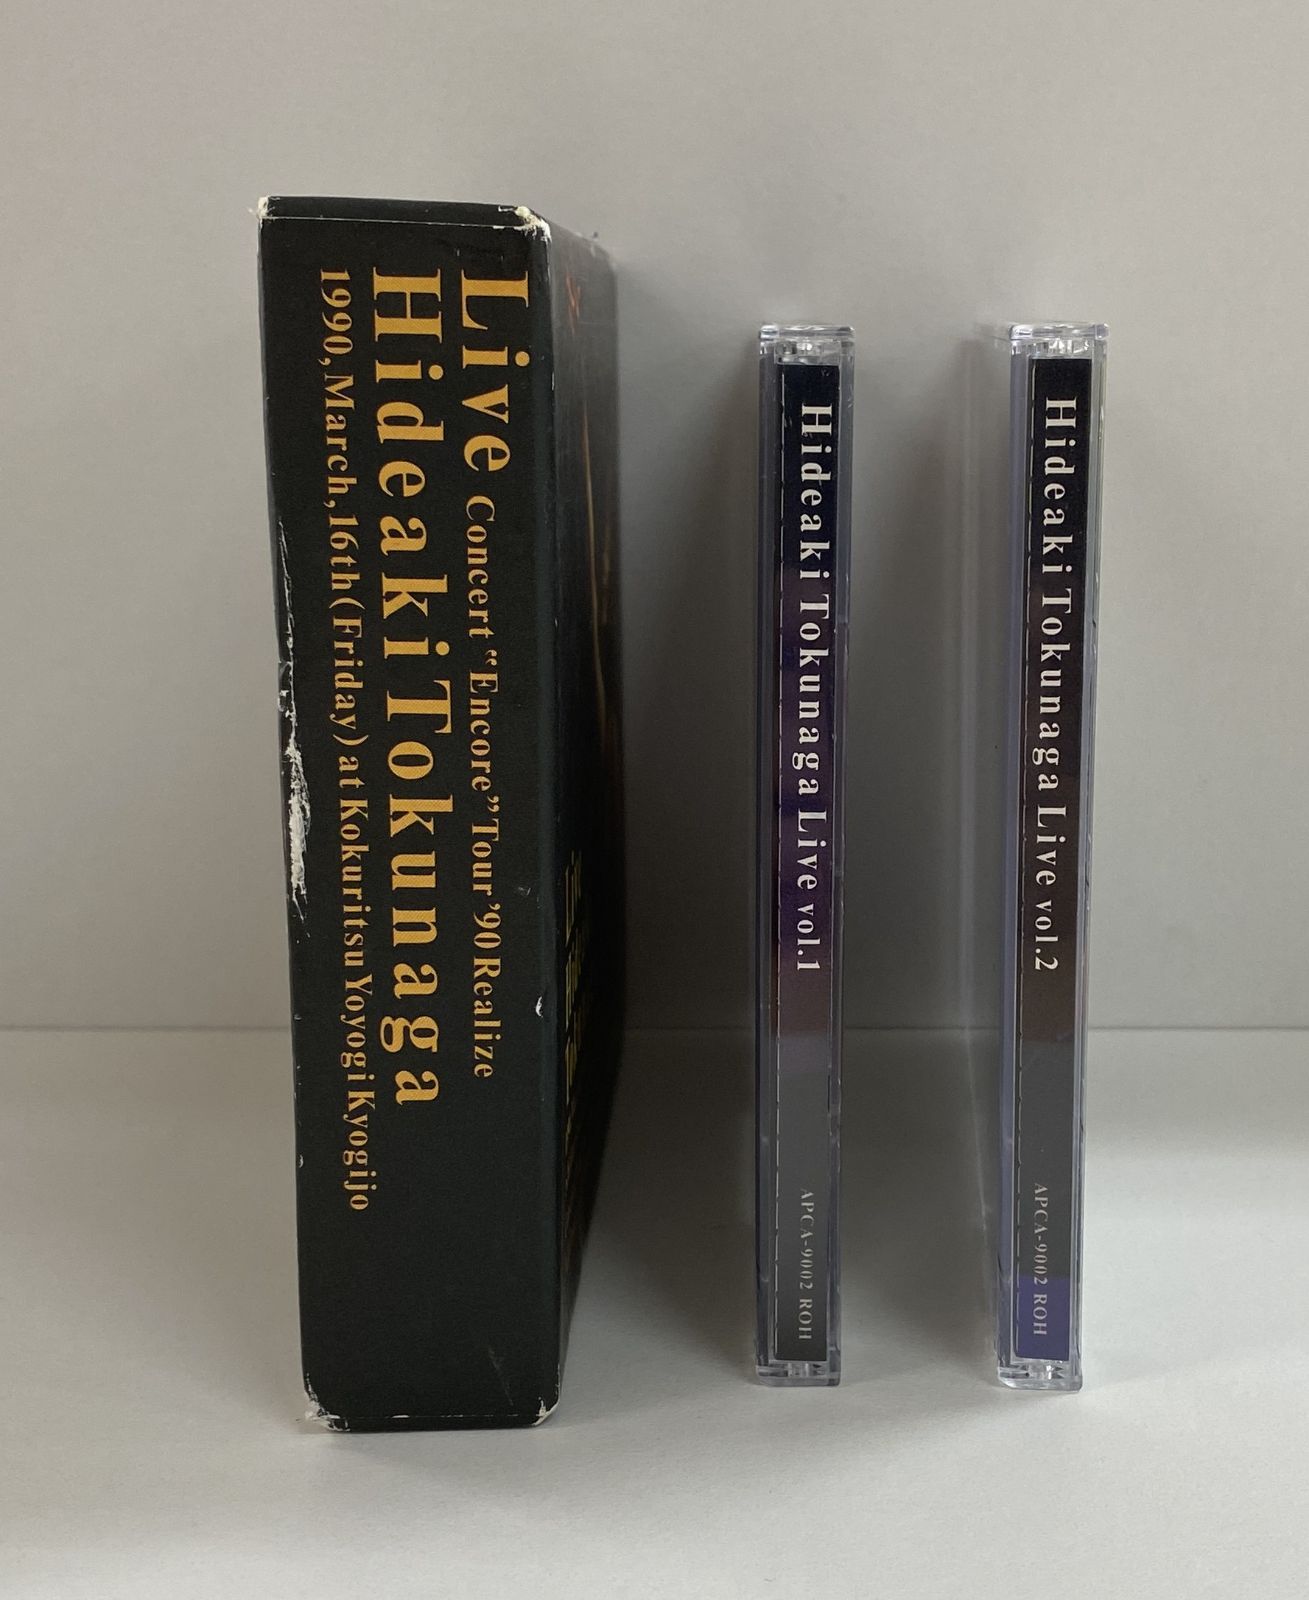 Live Concert “Encore” Tour ’90 Realize
Hideaki Tokunaga
1990, March, 16th (Friday) at Kokuritsu Yoyogi Kyogijo
Live
Hideaki Tokunaga Live vol.1
APCA-9002 ROH
Hideaki Tokunaga Live vol.2
APCA-9002 ROH